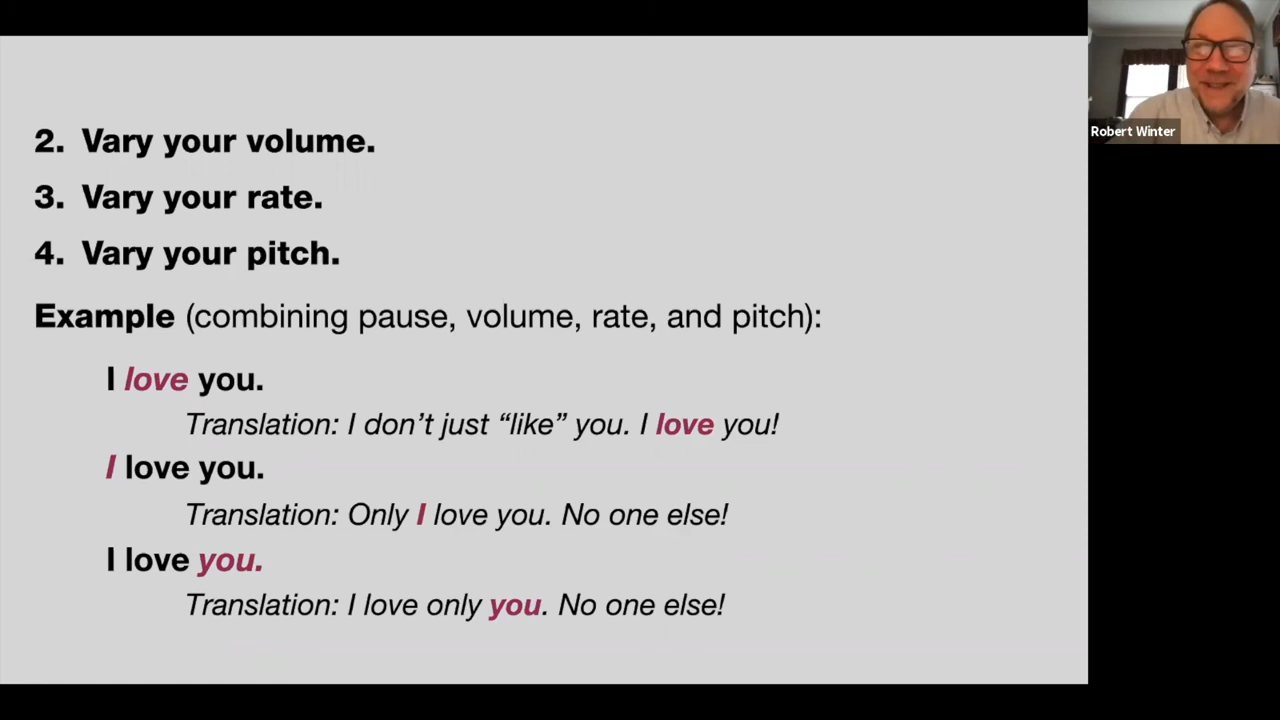 2. Vary your volume.
3. Vary your rate.
4. Vary your pitch.
Example (combining pause, volume, rate, and pitch):
I love you.
Translation: I don’t just “like” you. I love you!
I love you.
Translation: Only I love you. No one else!
I love you.
Translation: I love only you. No one else!
Robert Winter